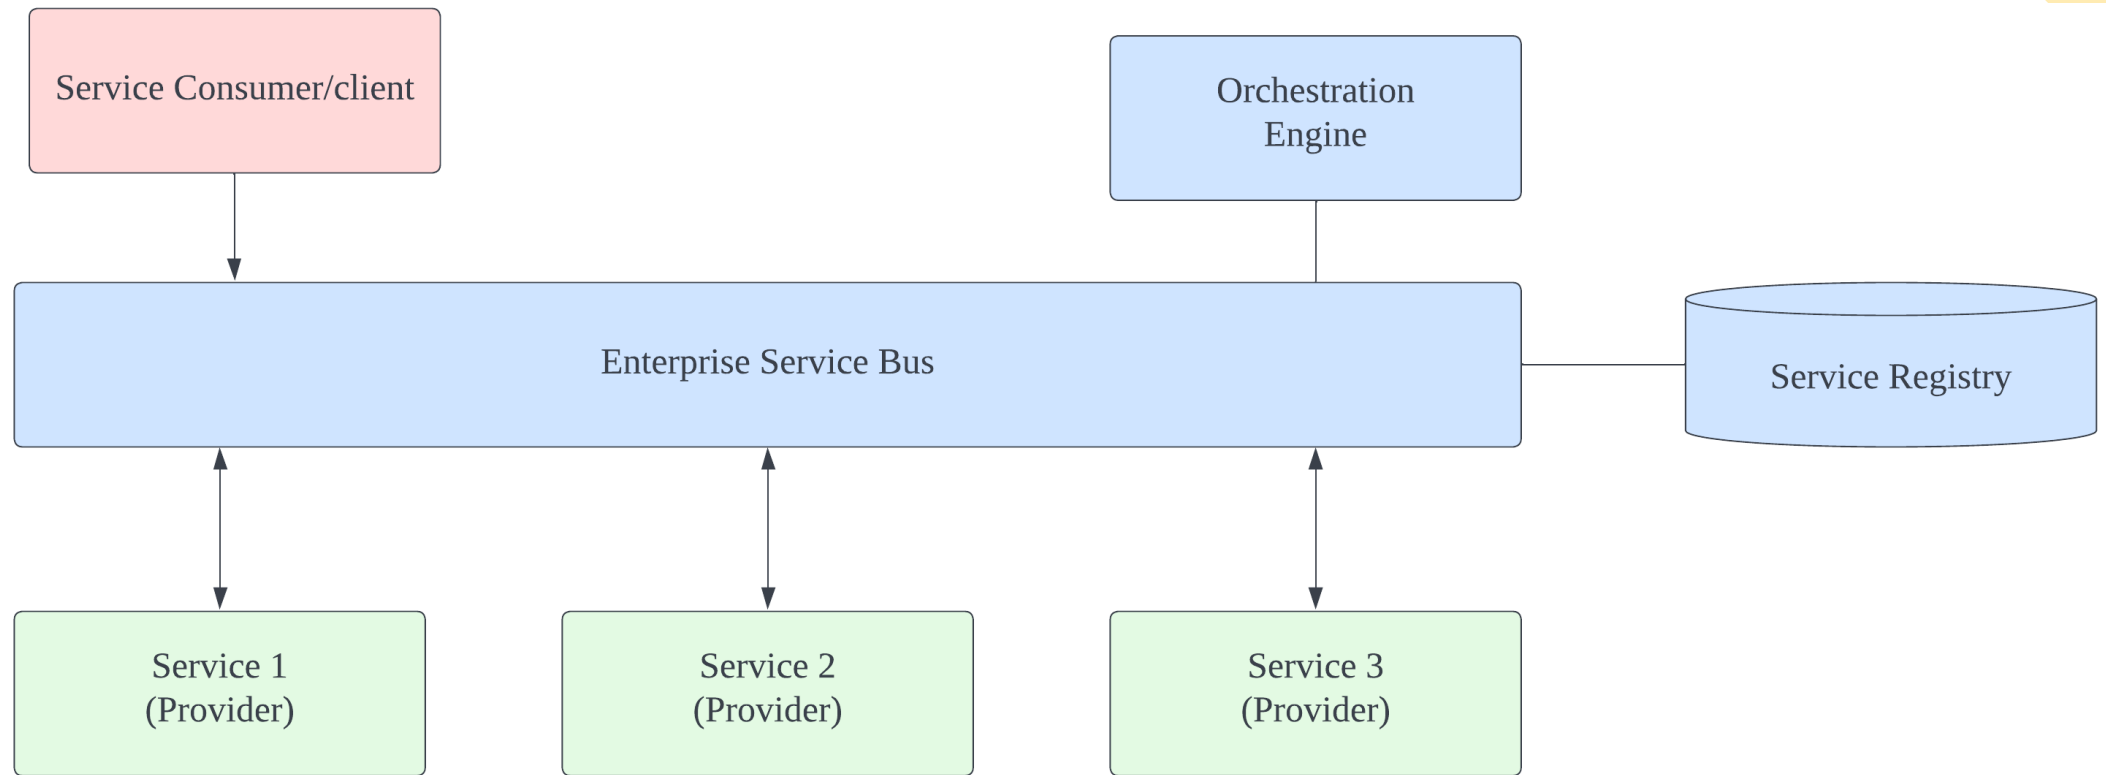 Service Consumer/client
Orchestration
Engine
Enterprise Service Bus
Service Registry
Service 1
(Provider)
Service 2
(Provider)
Service 3
(Provider)